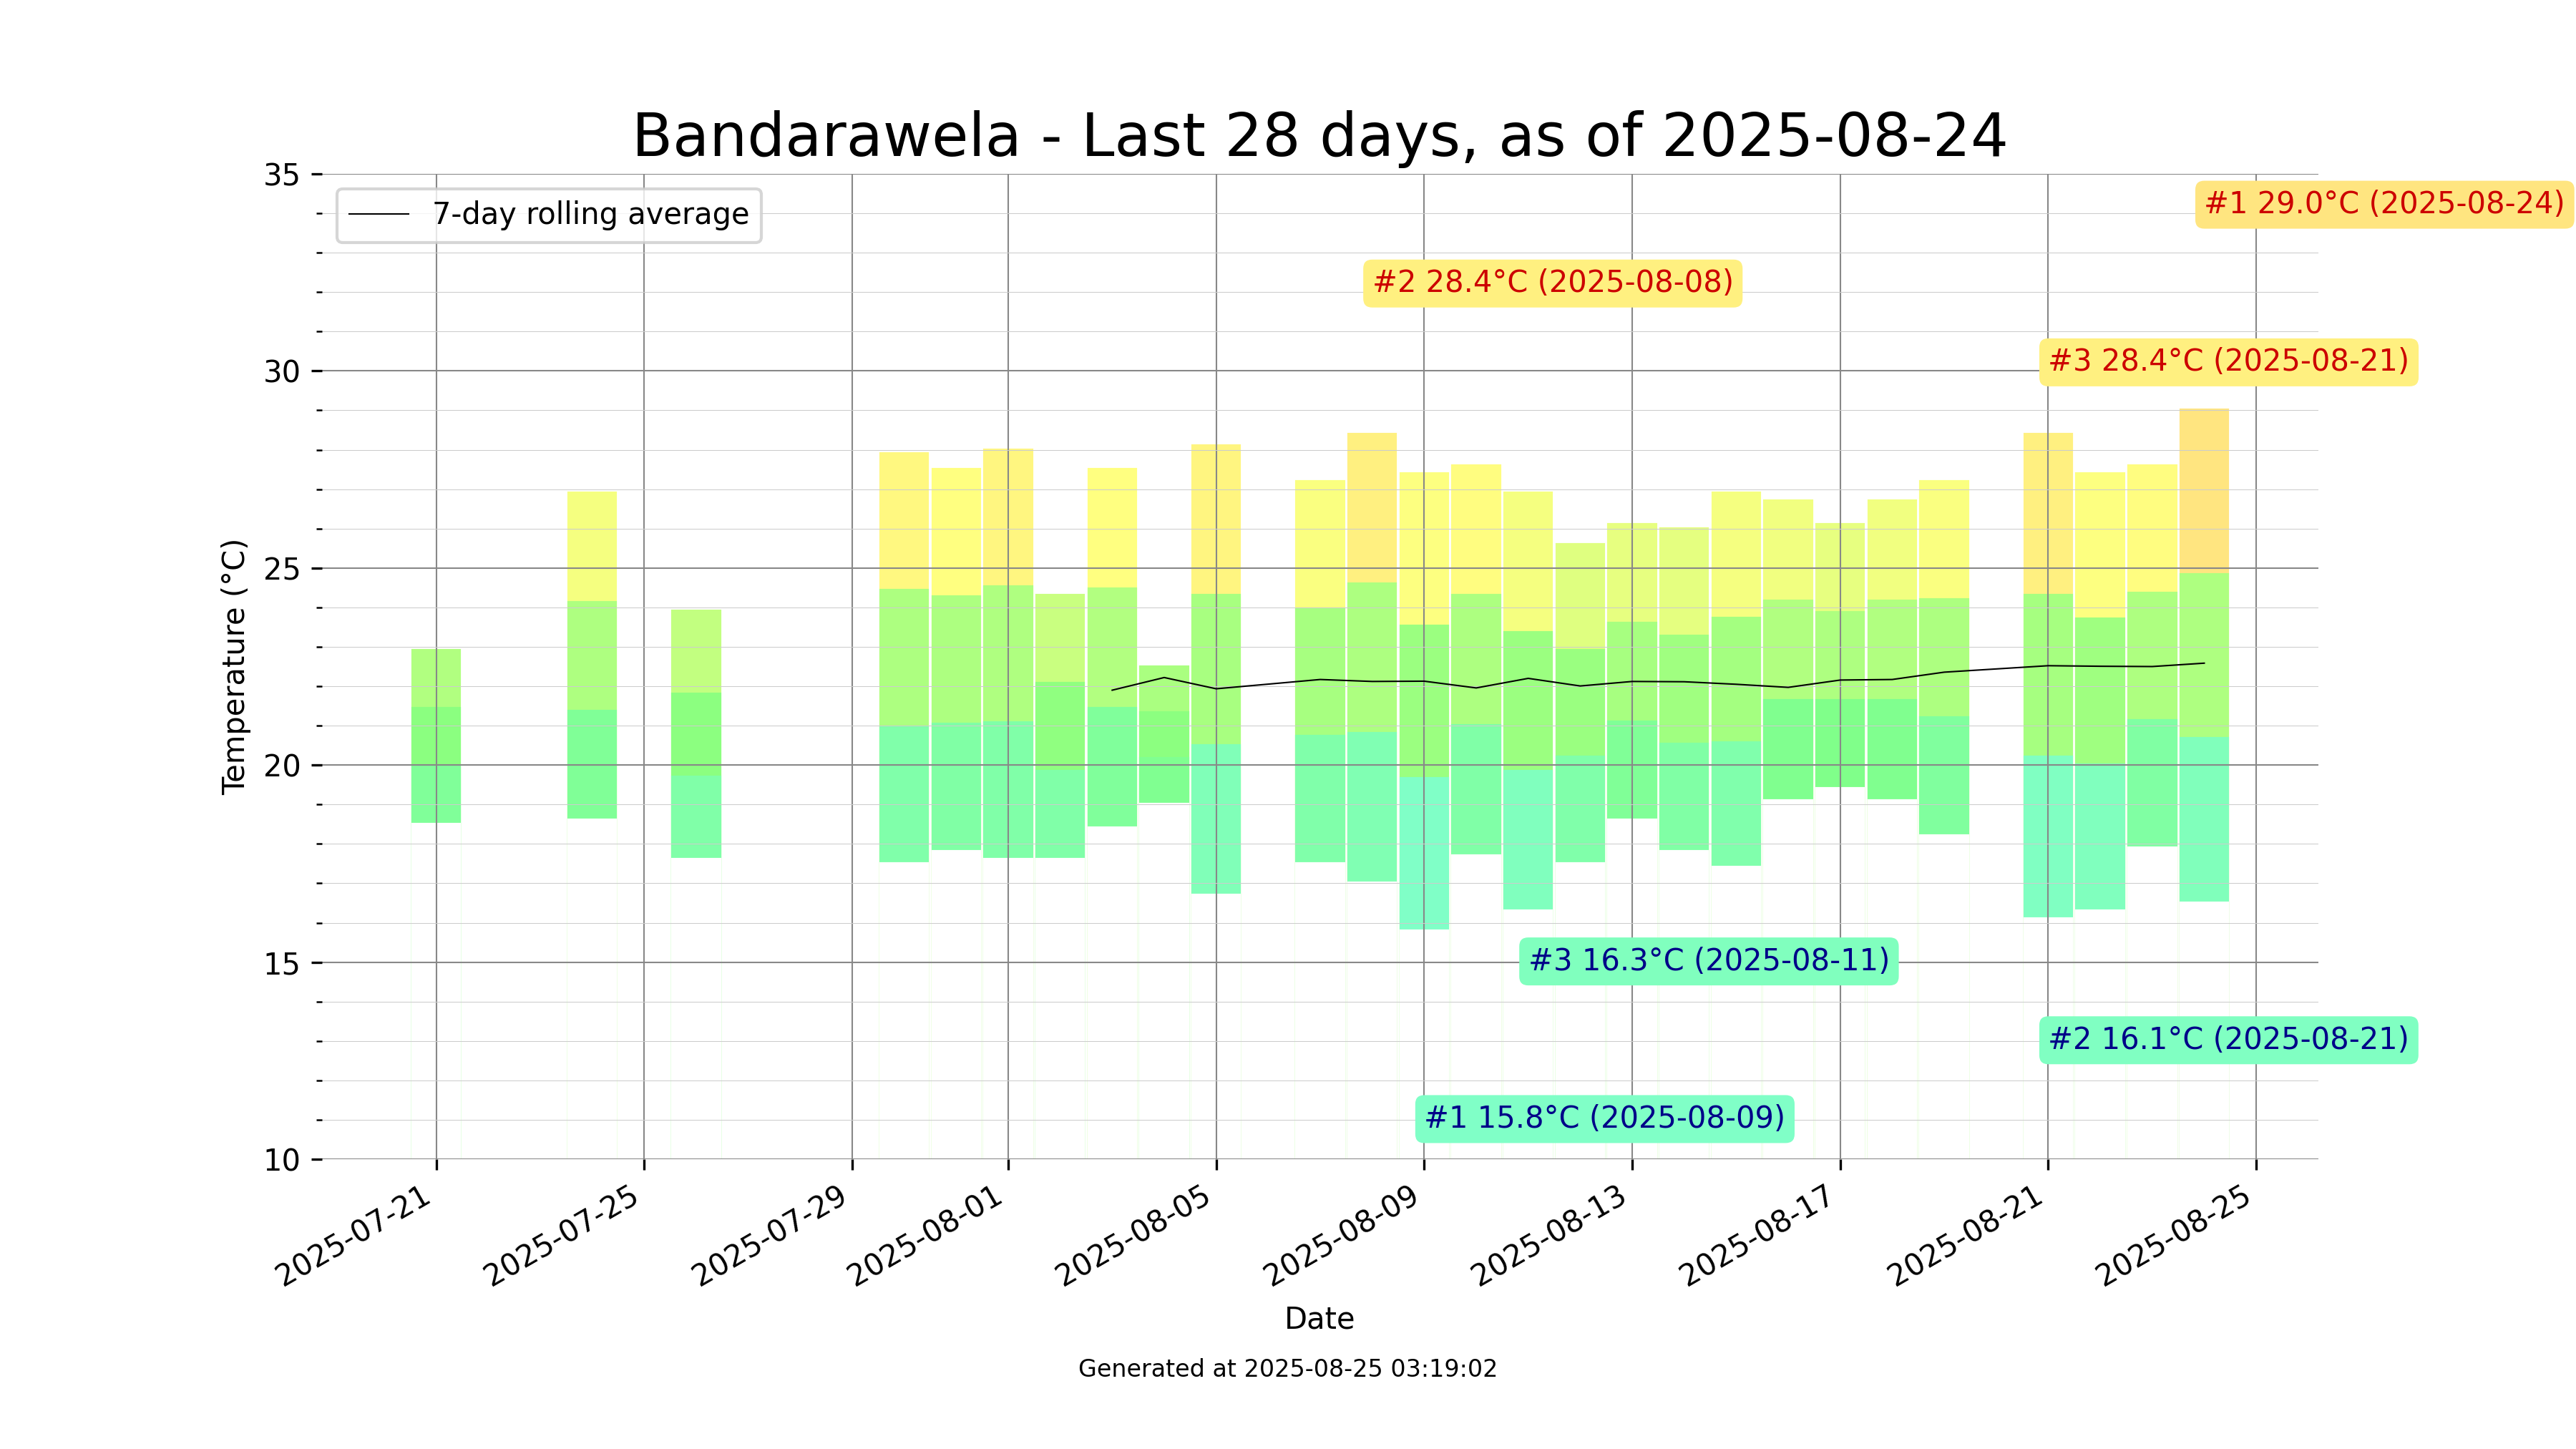 Bandarawela - Last 28 days, as of 2025-08-24
35
7-day rolling average
#1 29.0°C (2025-08-24)
#2 28.4°C (2025-08-08)
#3 28.4°C (2025-08-21)
30
25
Temperature (°C)
20
15
#3 16.3°C (2025-08-11)
#2 16.1°C (2025-08-21)
#1 15.8°C (2025-08-09)
10
2025-07-21
2025-07-25
2025-07-29
2025-08-01
2025-08-05
2025-08-09
2025-08-13
2025-08-17
2025-08-21
2025-08-25
Date
Generated at 2025-08-25 03:19:02